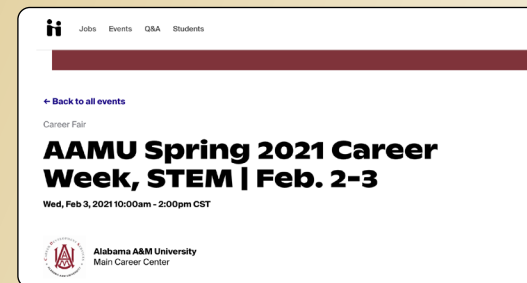 Jobs Events Q&A Students
← Back to all events
Career Fair
AAMU Spring 2021 Career
Week, STEM | Feb. 2-3
Wed, Feb 3, 2021 10:00am - 2:00pm CST
Alabama A&M University
Main Career Center